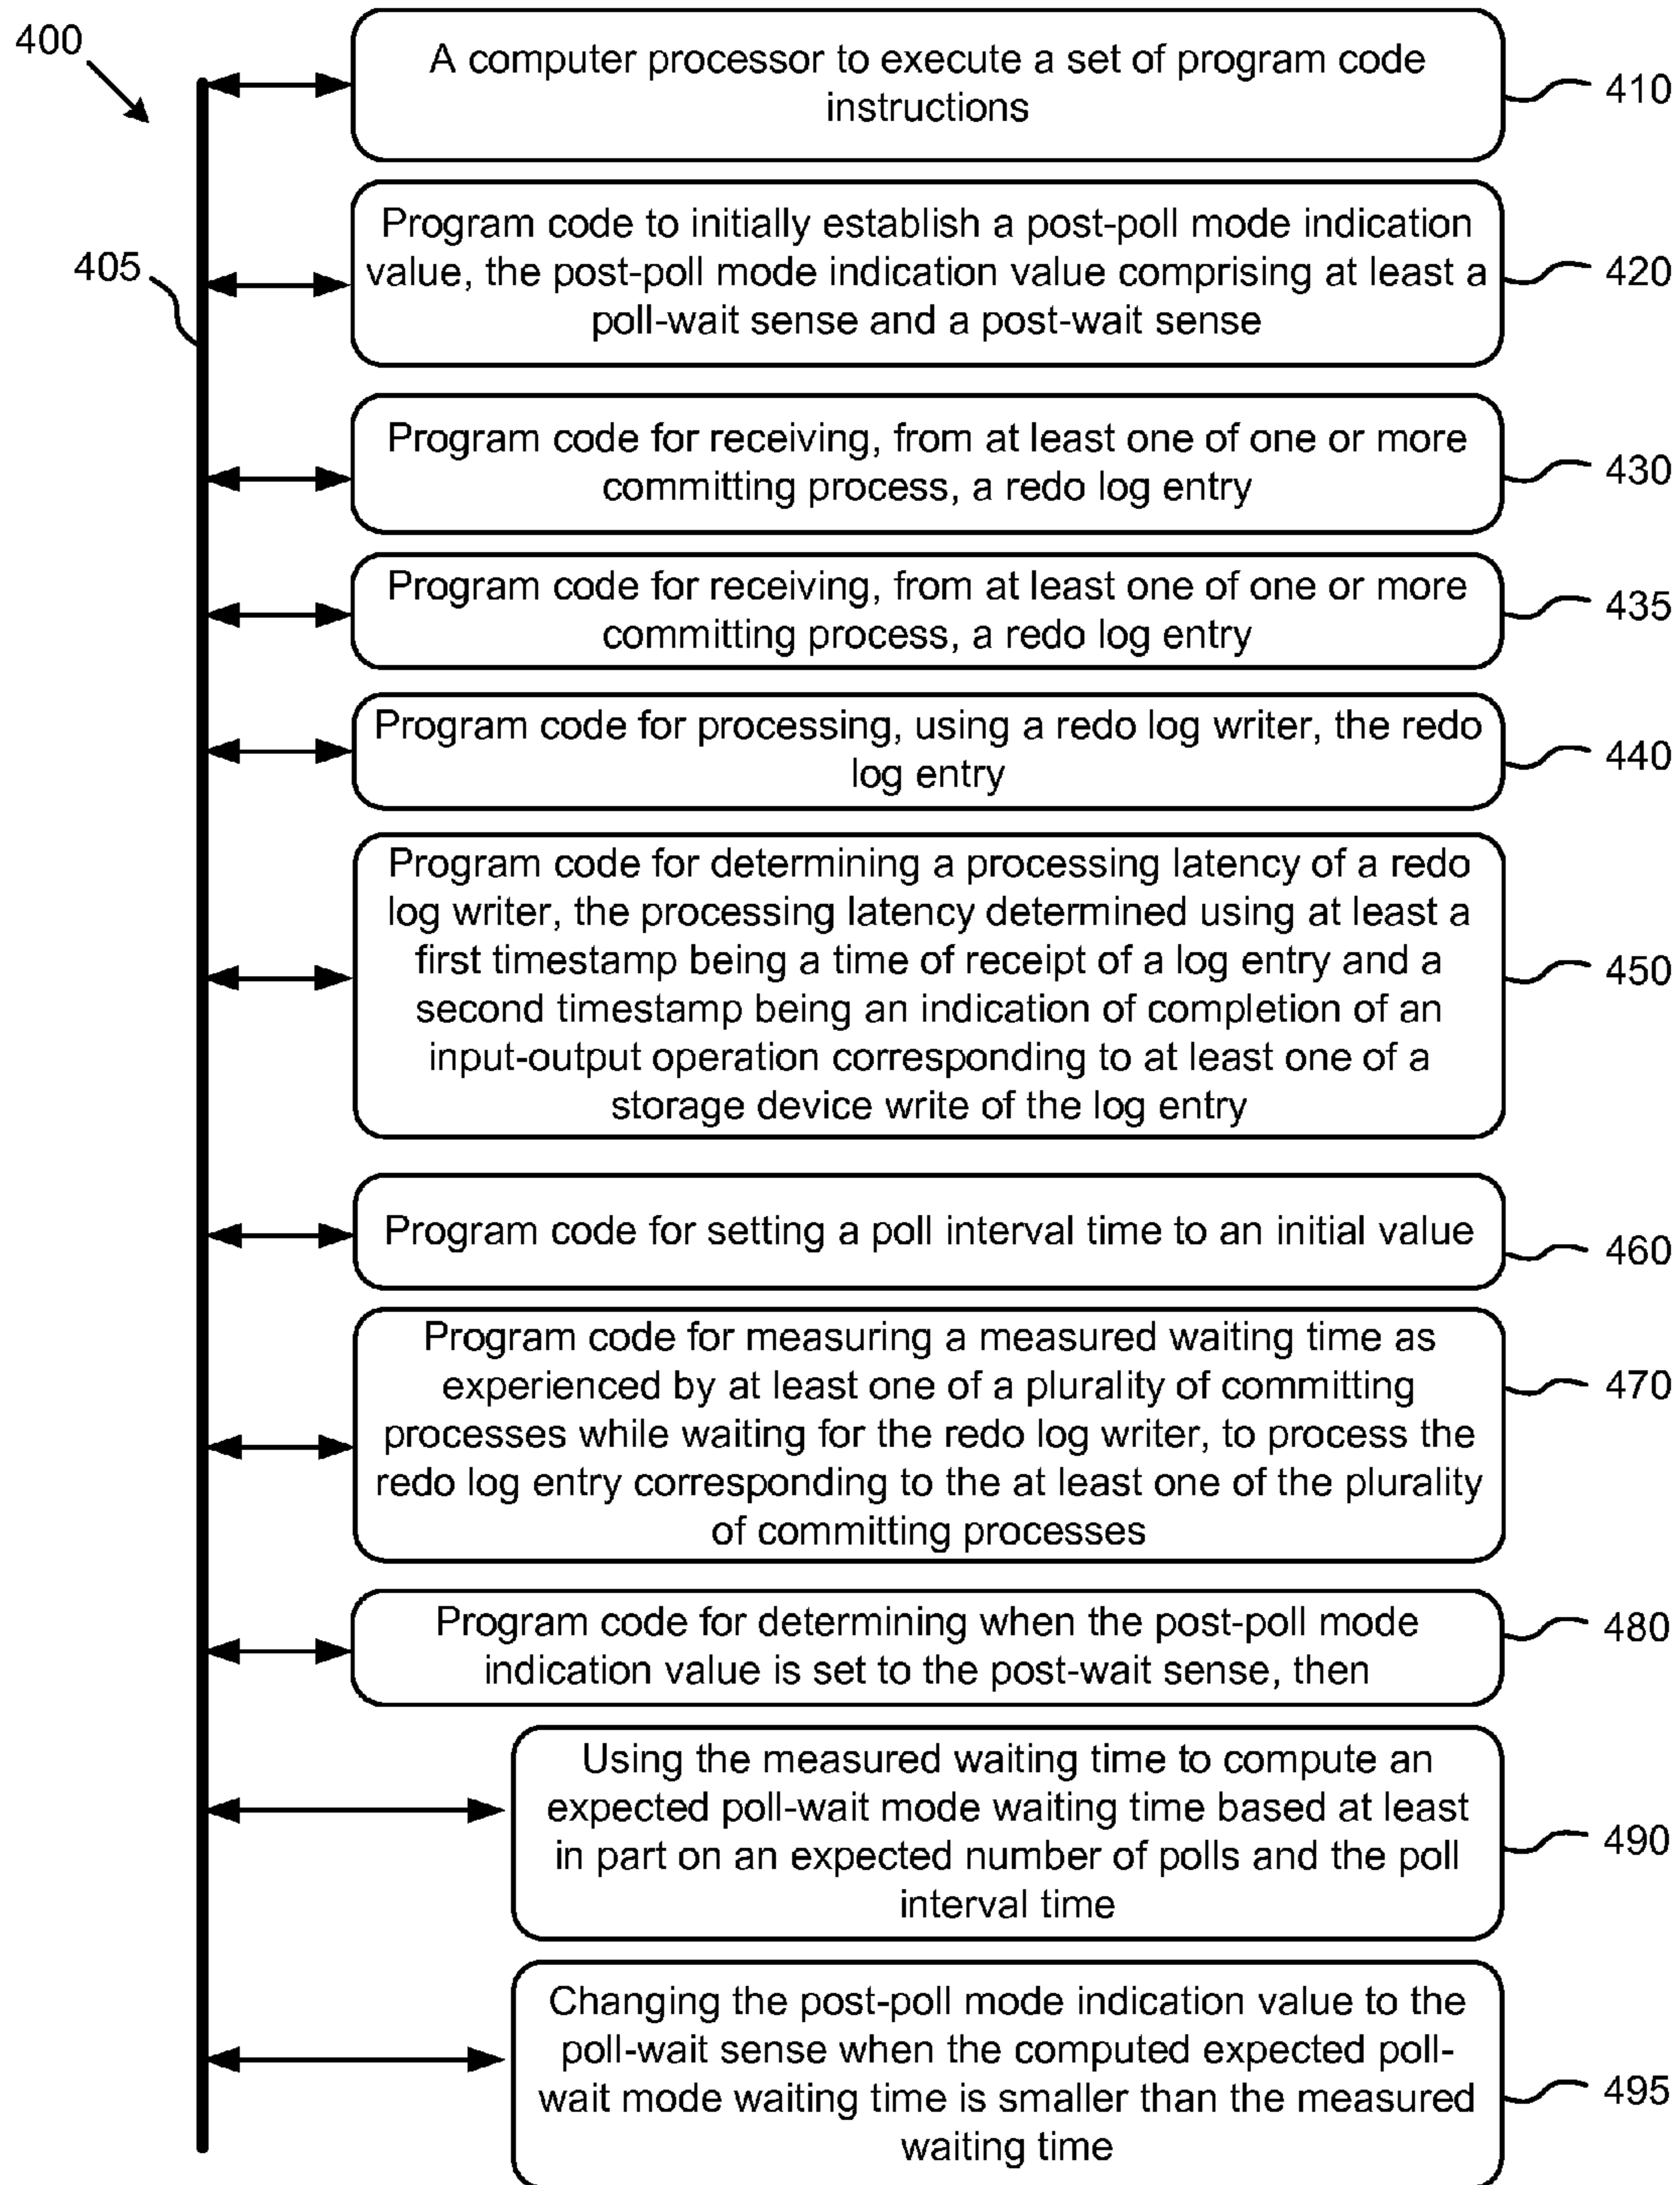 400
A computer processor to execute a set of program code
instructions
410
405
Program code to initially establish a post-poll mode indication
value, the post-poll mode indication value comprising at least a
poll-wait sense and a post-wait sense
420
Program code for receiving, from at least one of one or more
committing process, a redo log entry
430
Program code for receiving, from at least one of one or more
committing process, a redo log entry
435
Program code for processing, using a redo log writer, the redo
log entry
440
Program code for determining a processing latency of a redo
log writer, the processing latency determined using at least a
first timestamp being a time of receipt of a log entry and a
second timestamp being an indication of completion of an
input-output operation corresponding to at least one of a
storage device write of the log entry
450
Program code for setting a poll interval time to an initial value
460
Program code for measuring a measured waiting time as
experienced by at least one of a plurality of committing
processes while waiting for the redo log writer, to process the
redo log entry corresponding to the at least one of the plurality
of committing processes
470
Program code for determining when the post-poll mode
indication value is set to the post-wait sense, then
480
Using the measured waiting time to compute an
expected poll-wait mode waiting time based at least
in part on an expected number of polls and the poll
interval time
490
Changing the post-poll mode indication value to the
poll-wait sense when the computed expected poll-
wait mode waiting time is smaller than the measured
waiting time
495